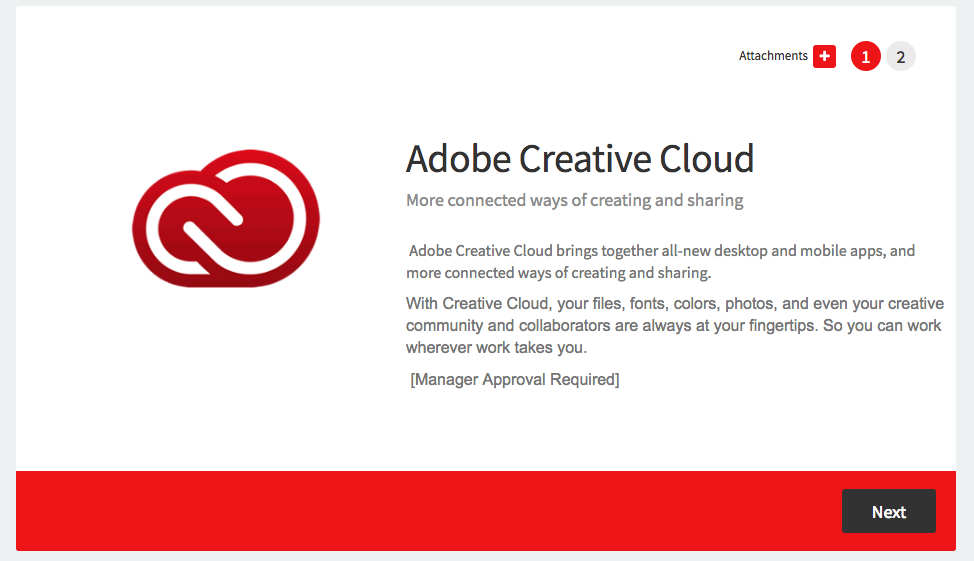 Attachments + 1 2
Adobe Creative Cloud
More connected ways of creating and sharing
Adobe Creative Cloud brings together all-new desktop and mobile apps, and
more connected ways of creating and sharing.
With Creative Cloud, your files, fonts, colors, photos, and even your creative
community and collaborators are always at your fingertips. So you can work
wherever work takes you.
[Manager Approval Required]
Next